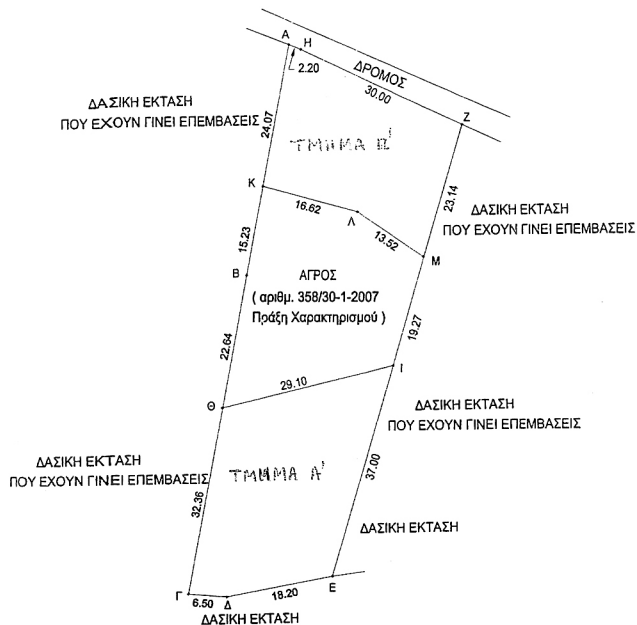 Α
Η
2.20
ΔΡΟΜΟΣ
30.00
Ζ
ΔΑΣΙΚΗ ΕΚΤΑΣΗ
ΠΟΥ ΕΧΟΥΝ ΓΙΝΕΙ ΕΠΕΜΒΑΣΕΙΣ
24.07
ΤΜΗΜΑ
Κ
16.62
Λ
13.52
23.14
ΔΑΣΙΚΗ ΕΚΤΑΣΗ
ΠΟΥ ΕΧΟΥΝ ΓΙΝΕΙ ΕΠΕΜΒΑΣΕΙΣ
Μ
15.23
Β
ΑΓΡΟΣ
( αριθμ. 358/30-1-2007
Πράξη Χαρακτηρισμού )
19.27
22.64
29.10
Ι
Θ
ΔΑΣΙΚΗ ΕΚΤΑΣΗ
ΠΟΥ ΕΧΟΥΝ ΓΙΝΕΙ ΕΠΕΜΒΑΣΕΙΣ
ΔΑΣΙΚΗ ΕΚΤΑΣΗ
ΠΟΥ ΕΧΟΥΝ ΓΙΝΕΙ ΕΠΕΜΒΑΣΕΙΣ
ΤΜΗΜΑ Α'
37.00
32.36
ΔΑΣΙΚΗ ΕΚΤΑΣΗ
Γ
6.50
Δ
18.20
Ε
ΔΑΣΙΚΗ ΕΚΤΑΣΗ